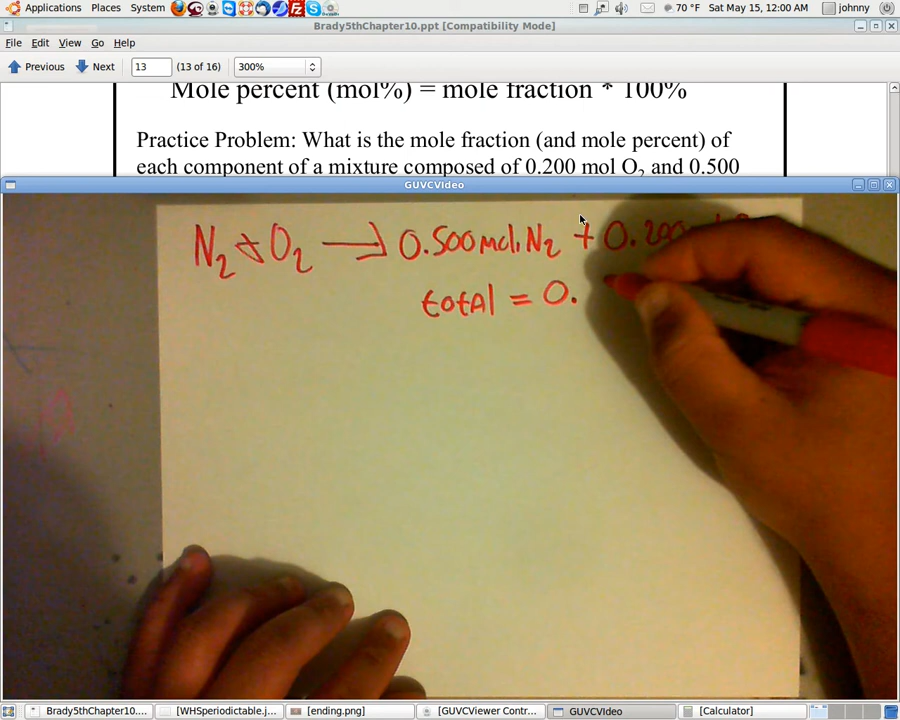 Applications Places System 70 °F Sat May 15, 12:00 AM johnny
Brady5thChapter10.ppt [Compatibility Mode]
File Edit View Go Help
Previous Next 13 (13 of 16) 300%
Mole percent (mol%) = mole fraction * 100%
Practice Problem: What is the mole fraction (and mole percent) of
each component of a mixture composed of 0.200 mol O₂ and 0.500
GUVCVideo
N₂ + O₂ → 0.500 mol N₂ + 0.200
total = 0.
Brady5thChapter10.... [WHSperiodictable.j... [ending.png] [GUVCViewer Contr... GUVCVideo [Calculator]